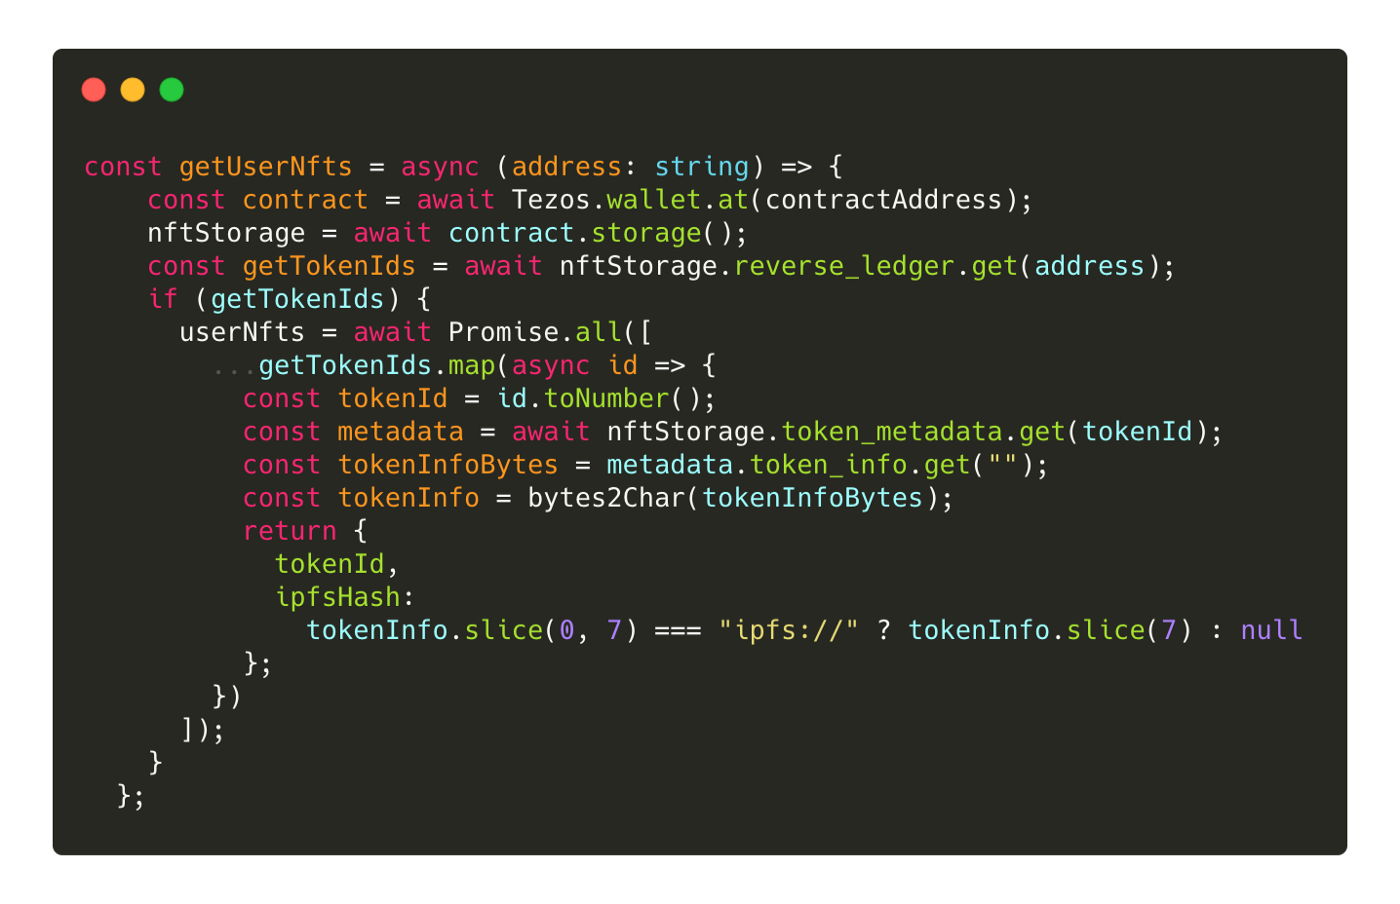 const getUserNfts = async (address: string) => {
    const contract = await Tezos.wallet.at(contractAddress);
    nftStorage = await contract.storage();
    const getTokenIds = await nftStorage.reverse_ledger.get(address);
    if (getTokenIds) {
      userNfts = await Promise.all([
        ...getTokenIds.map(async id => {
          const tokenId = id.toNumber();
          const metadata = await nftStorage.token_metadata.get(tokenId);
          const tokenInfoBytes = metadata.token_info.get("");
          const tokenInfo = bytes2Char(tokenInfoBytes);
          return {
            tokenId,
            ipfsHash:
              tokenInfo.slice(0, 7) === "ipfs://" ? tokenInfo.slice(7) : null
          };
        })
      ]);
    }
  };